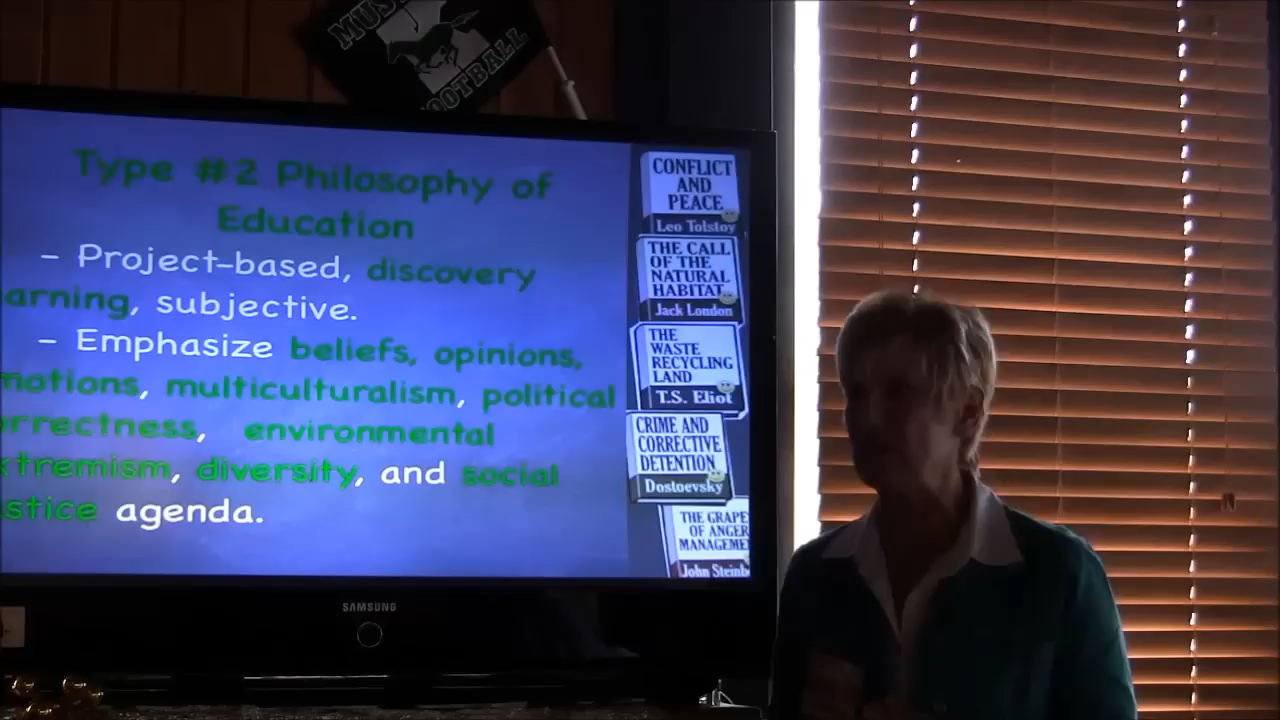 MUS
FOOTBALL
Type #2 Philosophy of
Education
- Project-based, discovery
arning, subjective.
- Emphasize beliefs, opinions,
motions, multiculturalism, political
orrectness, environmental
xtremism, diversity, and social
stice agenda.
CONFLICT
AND
PEACE
Leo Tolstoy
THE CALL
OF THE
NATURAL
HABITAT
Jack London
THE
WASTE
RECYCLING
LAND
T.S. Eliot
CRIME AND
CORRECTIVE
DETENTION
Dostoevsky
THE GRAPE
OF ANGER
MANAGEME
John Steinb
SAMSUNG